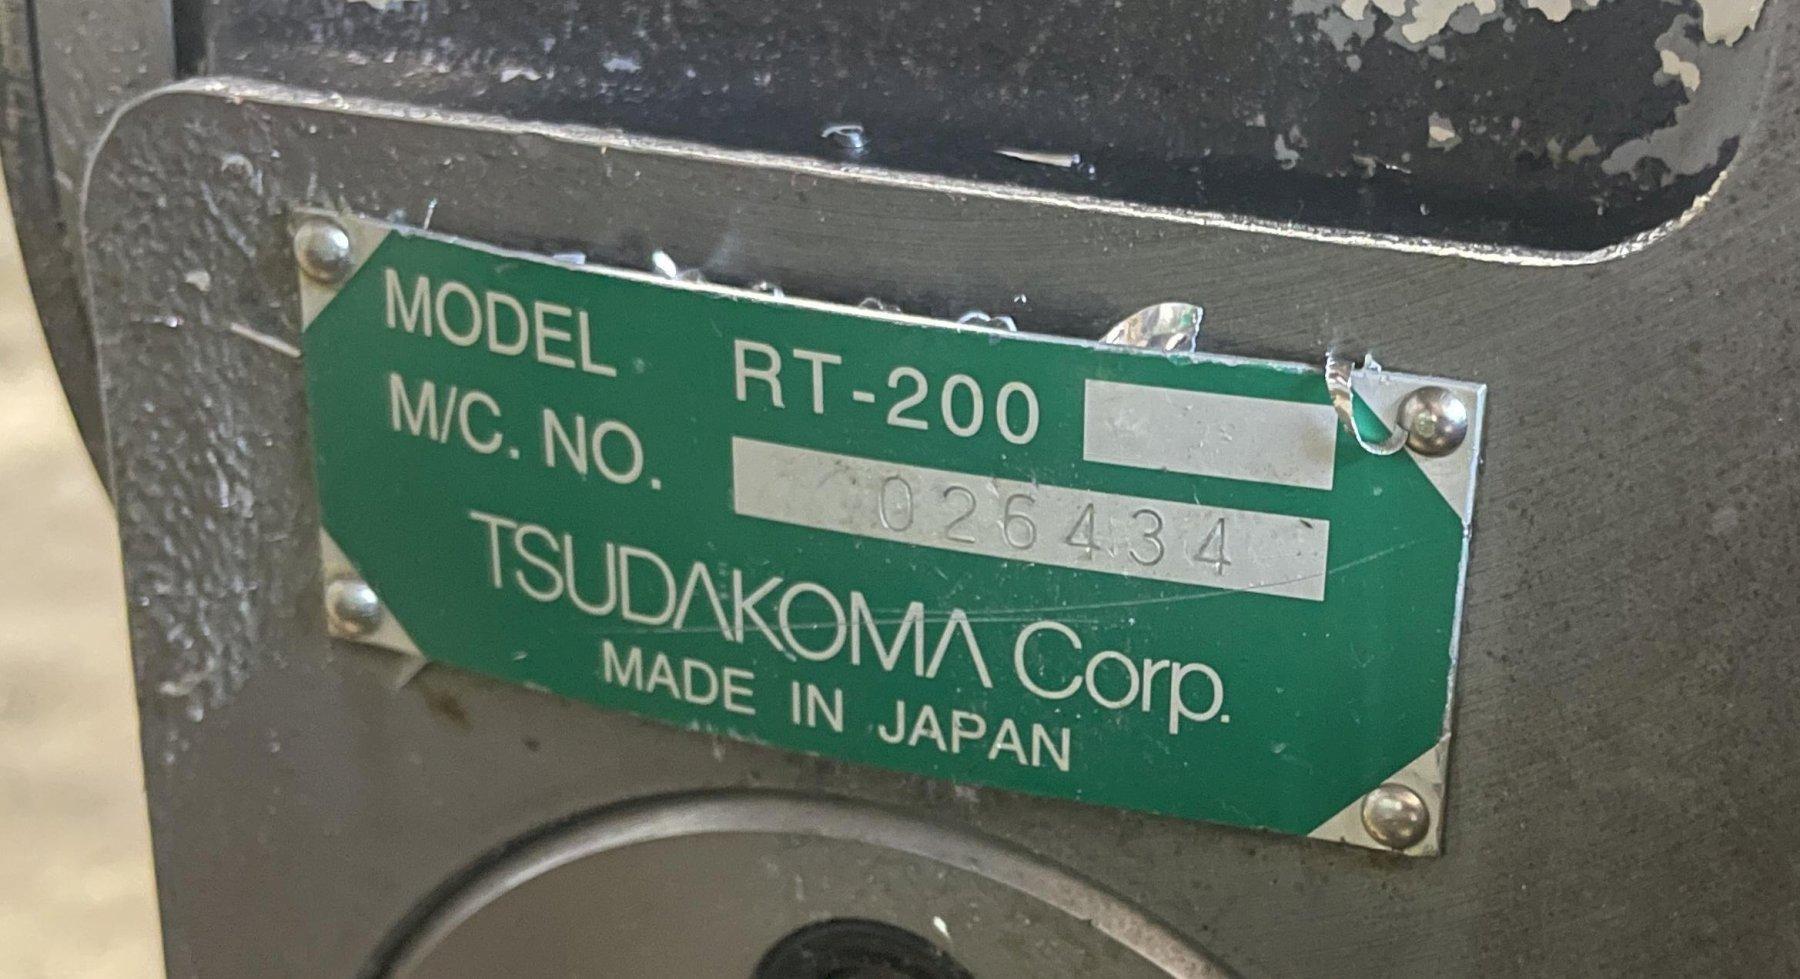 MODEL RT-200
M/C. NO. 026434
TSUDAKOMA Corp.
MADE IN JAPAN